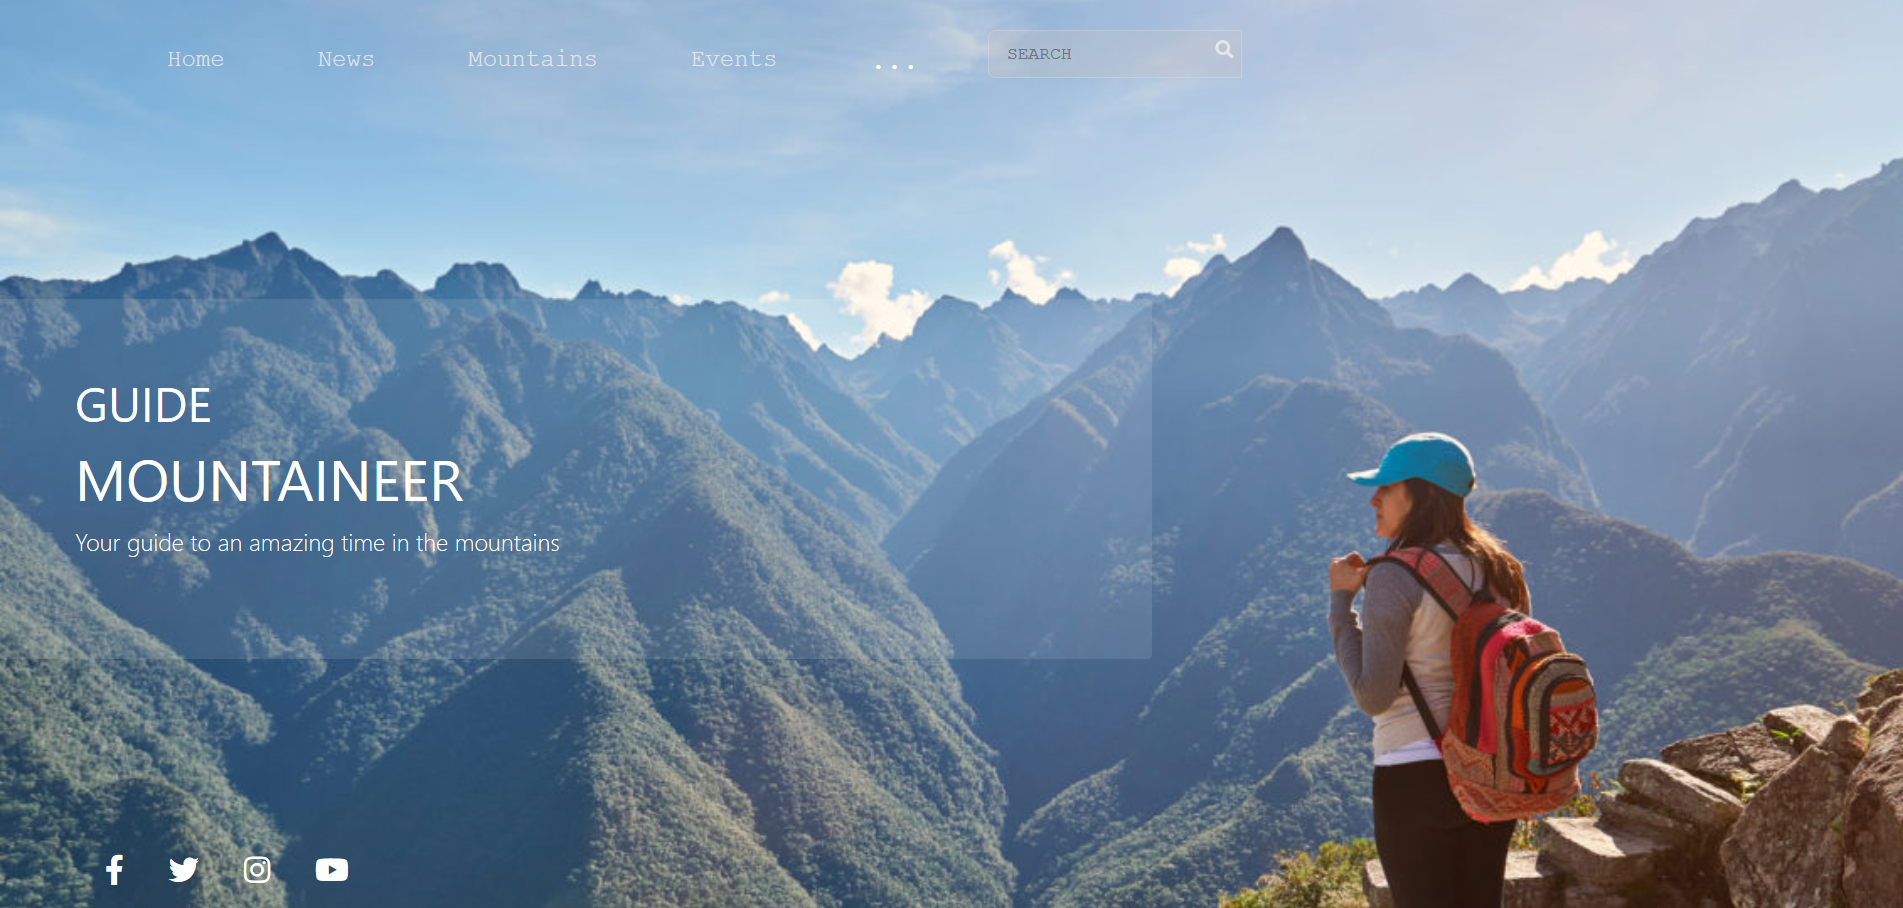 Home News Mountains Events ... SEARCH
GUIDE
MOUNTAINEER
Your guide to an amazing time in the mountains